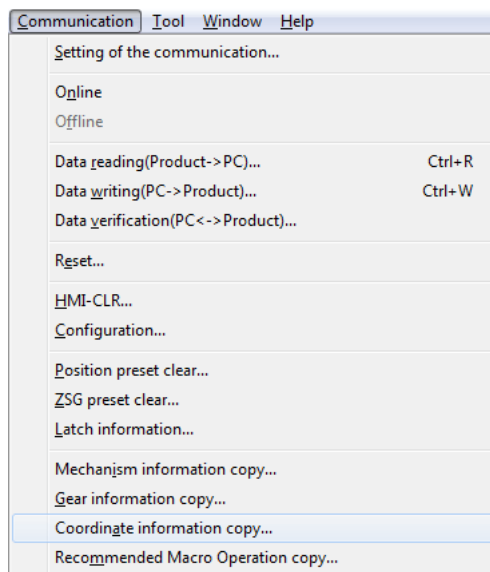 Communication Tool Window Help
Setting of the communication...
Online
Offline
Data reading(Product->PC)... Ctrl+R
Data writing(PC->Product)... Ctrl+W
Data verification(PC<->Product)...
Reset...
HMI-CLR...
Configuration...
Position preset clear...
ZSG preset clear...
Latch information...
Mechanism information copy...
Gear information copy...
Coordinate information copy...
Recommended Macro Operation copy...